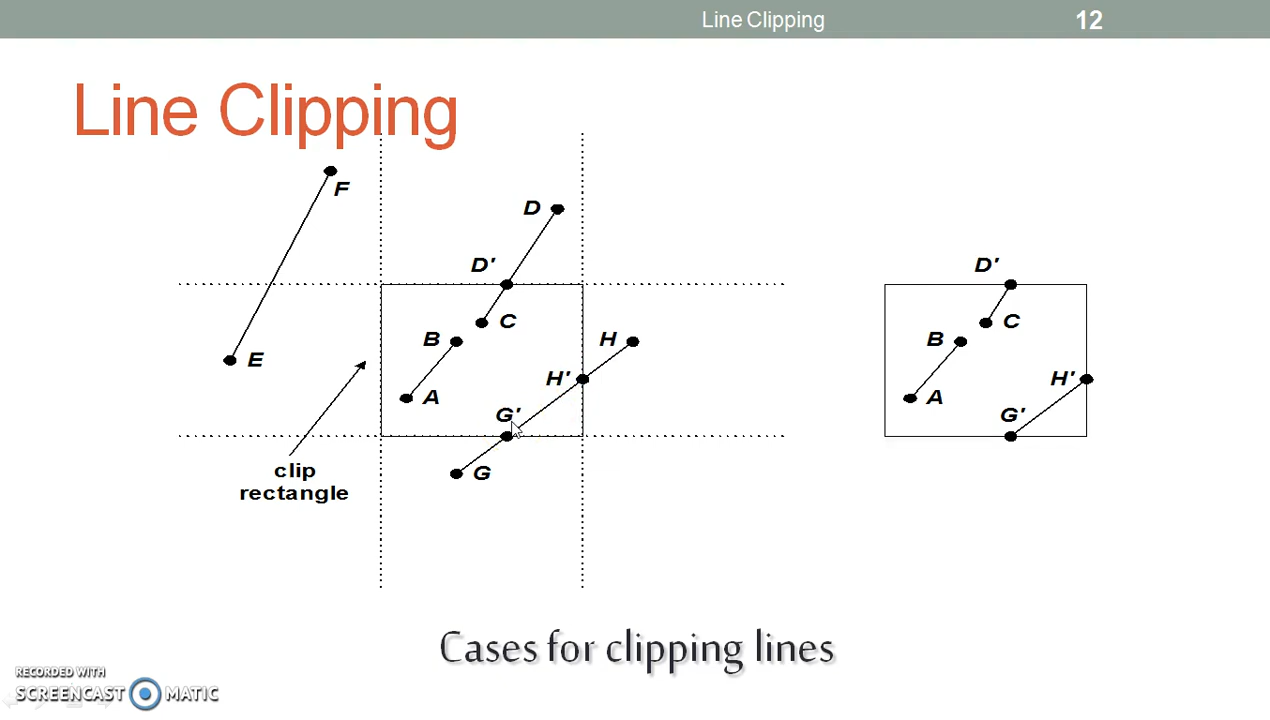 Line Clipping
12
Line Clipping
F
D
D'
C
B
H
E
H'
A
G'
G
clip
rectangle
D'
C
B
H'
A
G'
Cases for clipping lines
RECORDED WITH
SCREENCAST MATIC